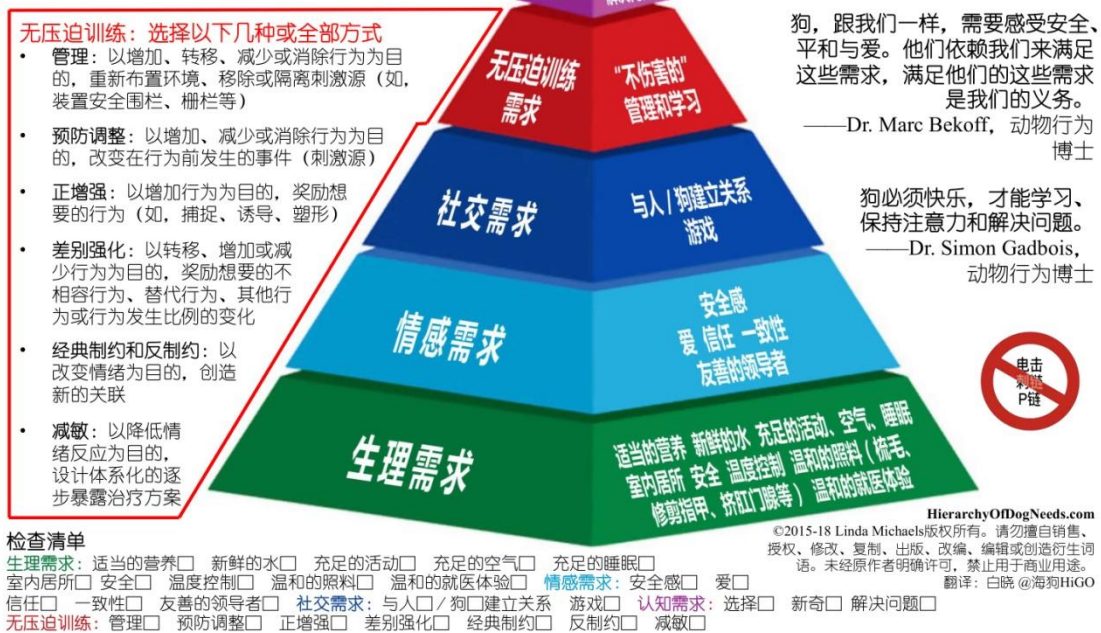 无压迫训练：选择以下几种或全部方式
• 管理：以增加、转移、减少或消除行为为目
的，重新布置环境、移除或隔离刺激源（如，
装置安全围栏、栅栏等）
• 预防调整：以增加、减少或消除行为为目
的，改变在行为前发生的事件（刺激源）
• 正增强：以增加行为为目的，奖励想
要的行为（如，捕捉、诱导、塑形）
• 差别强化：以转移、增加或减
少行为为目的，奖励想要的不
相容行为、替代行为、其他行
为或行为发生比例的变化
• 经典制约和反制约：以
改变情绪为目的，创造
新的关联
• 减敏：以降低情
绪反应为目的，
设计体系化的逐
步暴露治疗方案
无压迫训练
需求
“不伤害的”
管理和学习
社交需求
与人/狗建立关系
游戏
情感需求
安全感
爱 信任 一致性
友善的领导者
生理需求
适当的营养 新鲜的水 充足的活动、空气、睡眠
室内居所 安全 温度控制 温和的照料（梳毛、
修剪指甲、挤肛门腺等） 温和的就医体验
狗，跟我们一样，需要感受安全、
平和与爱。他们依赖我们来满足
这些需求，满足他们的这些需求
是我们的义务。
——Dr. Marc Bekoff，动物行为
博士
狗必须快乐，才能学习、
保持注意力和解决问题。
——Dr. Simon Gadbois，
动物行为博士
电击
刺链
P链
HierarchyOfDogNeeds.com
©2015-18 Linda Michaels版权所有。请勿擅自销售、
授权、修改、复制、出版、改编、编辑或创造衍生词
语。未经原作者明确许可，禁止用于商业用途。
翻译：白晓 @海狗HiGO
检查清单
生理需求：适当的营养□ 新鲜的水□ 充足的活动□ 充足的空气□ 充足的睡眠□
室内居所□ 安全□ 温度控制□ 温和的照料□ 温和的就医体验□ 情感需求：安全感□ 爱□
信任□ 一致性□ 友善的领导者□ 社交需求：与人□/狗□建立关系 游戏□ 认知需求：选择□ 新奇□ 解决问题□
无压迫训练：管理□ 预防调整□ 正增强□ 差别强化□ 经典制约□ 反制约□ 减敏□